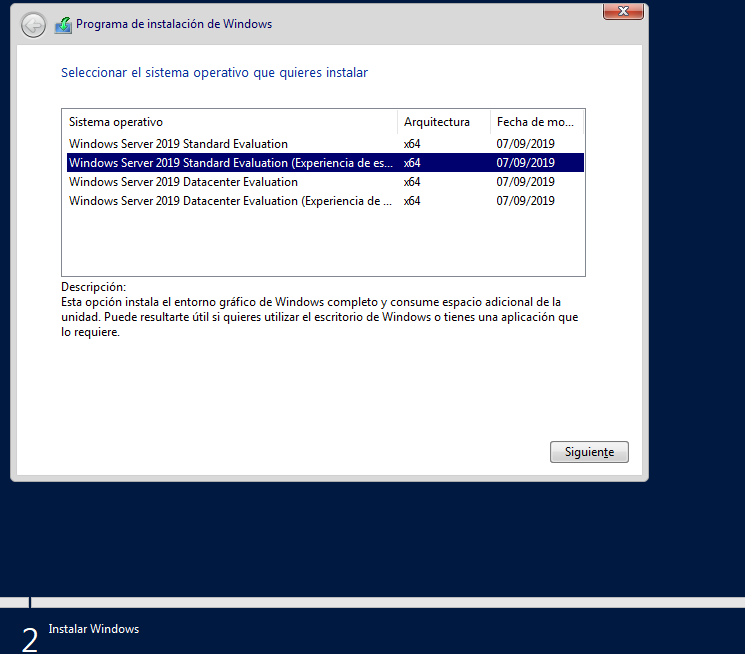 Programa de instalación de Windows
Seleccionar el sistema operativo que quieres instalar
Sistema operativo Arquitectura Fecha de mo...
Windows Server 2019 Standard Evaluation x64 07/09/2019
Windows Server 2019 Standard Evaluation (Experiencia de es... x64 07/09/2019
Windows Server 2019 Datacenter Evaluation x64 07/09/2019
Windows Server 2019 Datacenter Evaluation (Experiencia de ... x64 07/09/2019
Descripción:
Esta opción instala el entorno gráfico de Windows completo y consume espacio adicional de la
unidad. Puede resultarte útil si quieres utilizar el escritorio de Windows o tienes una aplicación que
lo requiere.
Siguiente
2 Instalar Windows